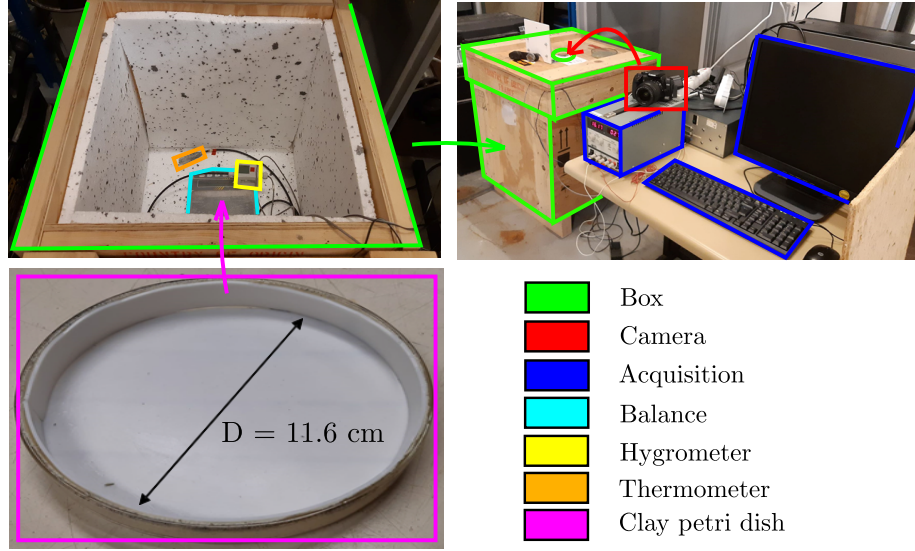 D = 11.6 cm
Box
Camera
Acquisition
Balance
Hygrometer
Thermometer
Clay petri dish